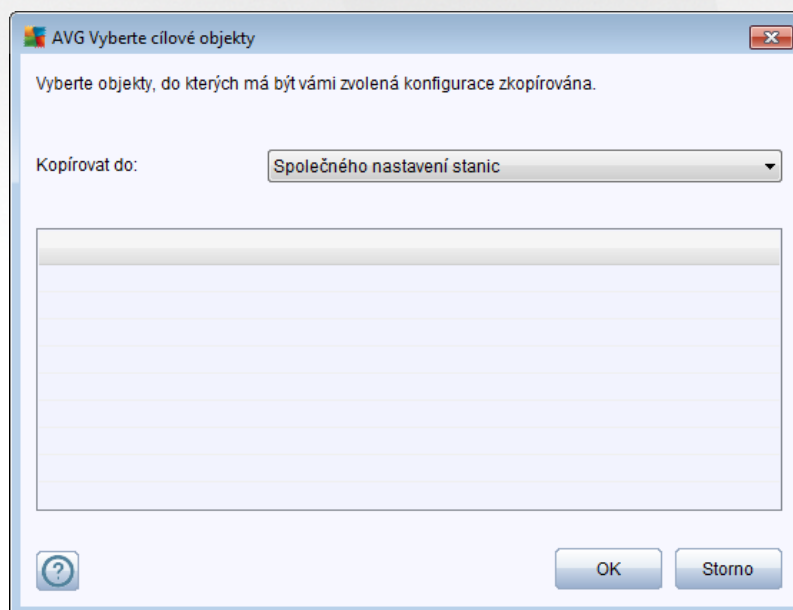 AVG Vyberte cílové objekty
Vyberte objekty, do kterých má být vámi zvolená konfigurace zkopírována.
Kopírovat do: Společného nastavení stanic
? OK Storno